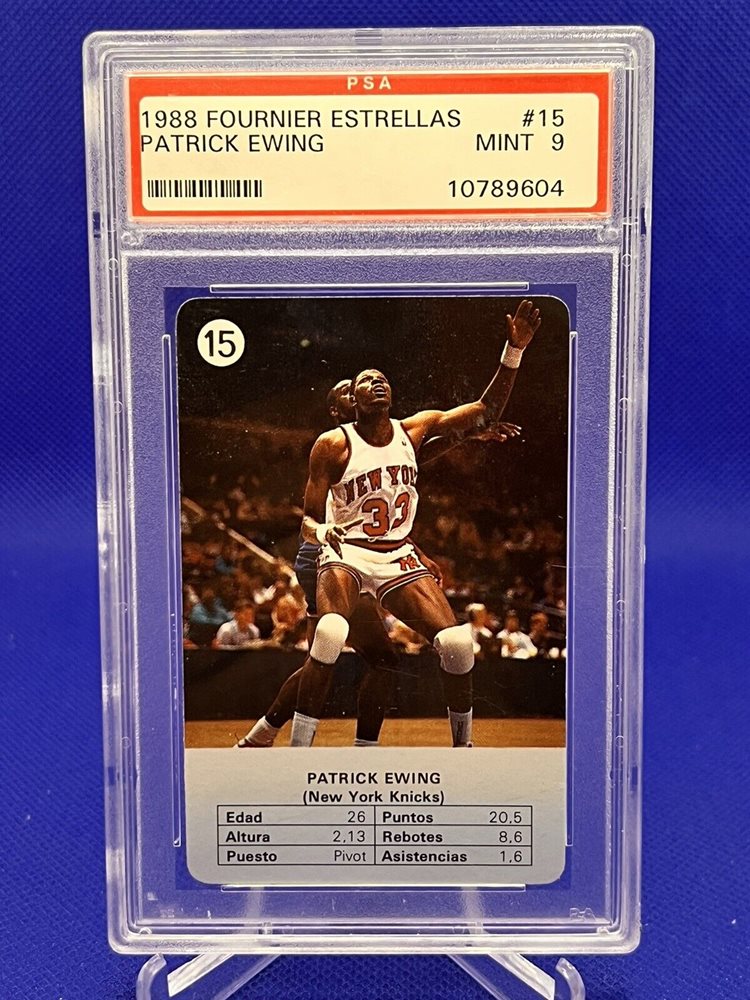 PSA
1988 FOURNIER ESTRELLAS #15
PATRICK EWING MINT 9
10789604
15
NEW YO
33
PATRICK EWING
(New York Knicks)
Edad 26 Puntos 20,5
Altura 2,13 Rebotes 8,6
Puesto Pivot Asistencias 1,6